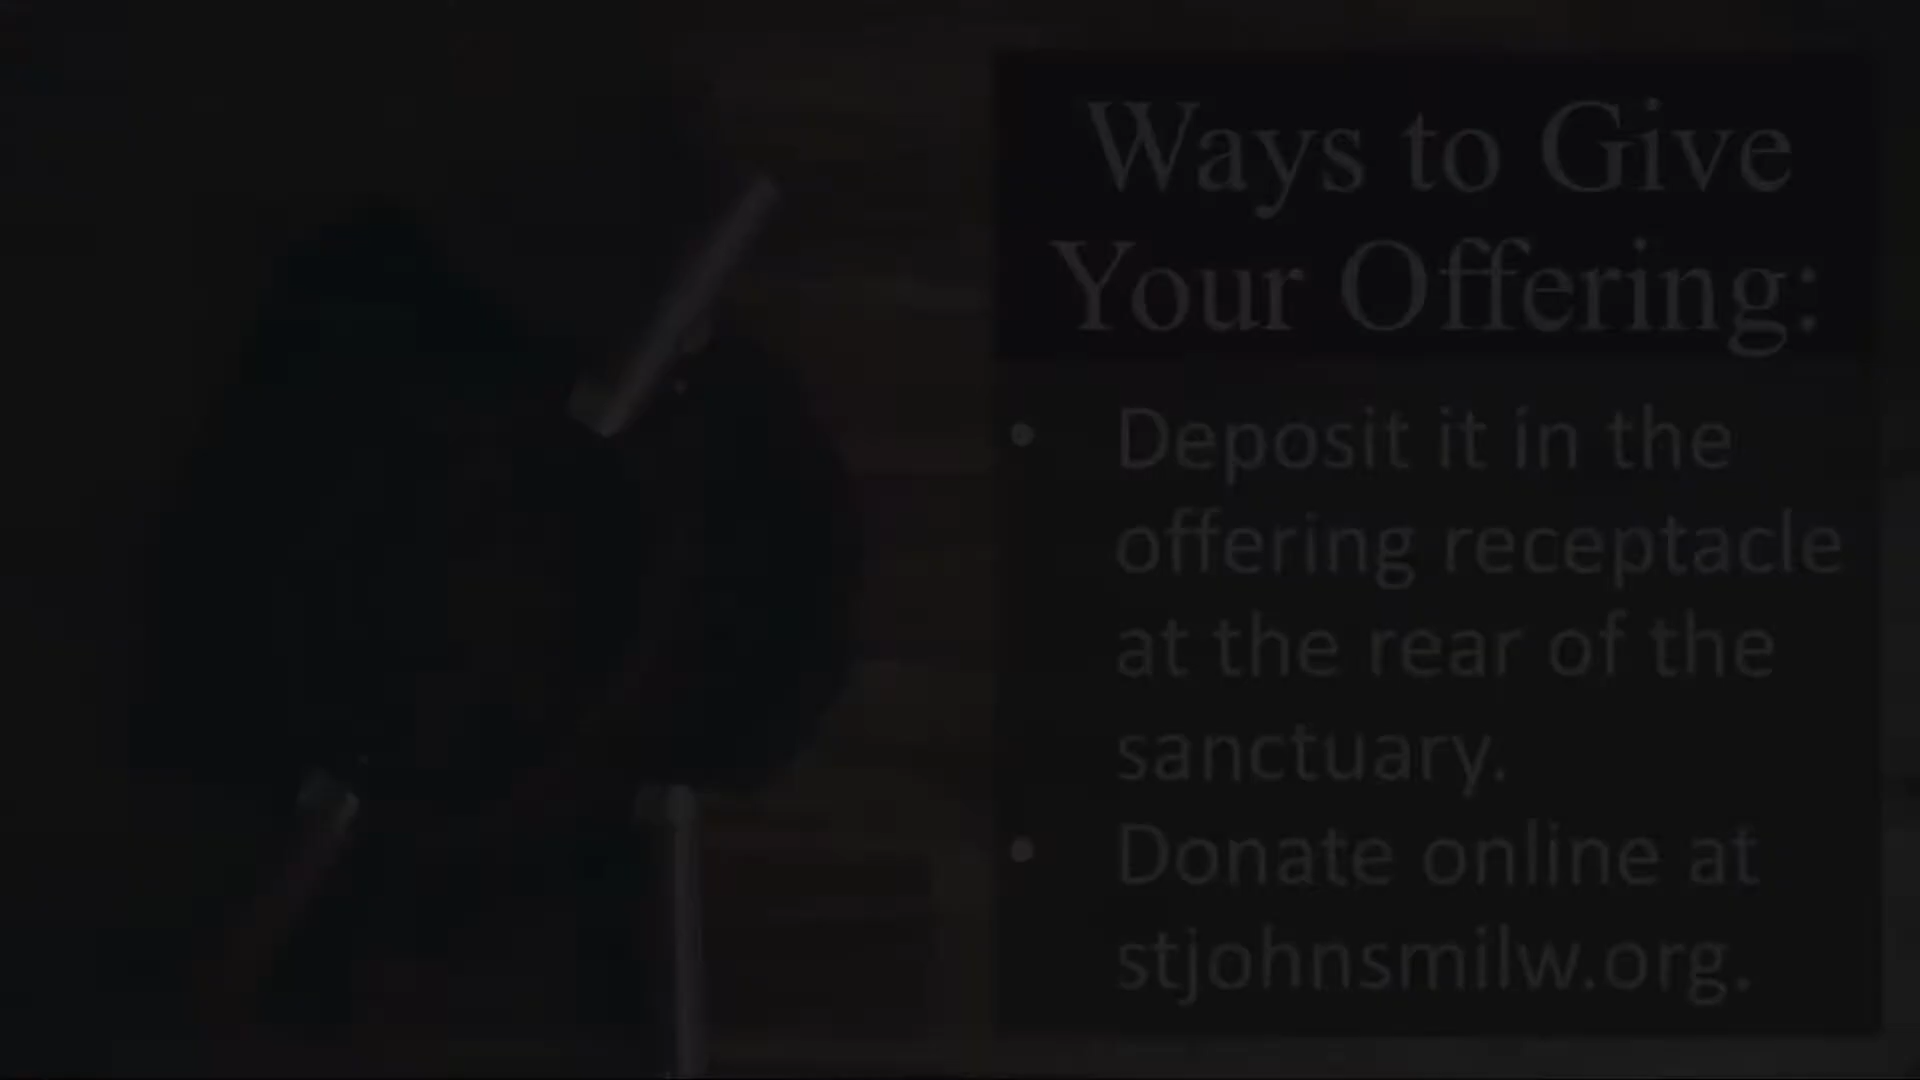 Ways to Give
Your Offering:
• Deposit it in the
offering receptacle
at the rear of the
sanctuary.
• Donate online at
stjohnsmilw.org.